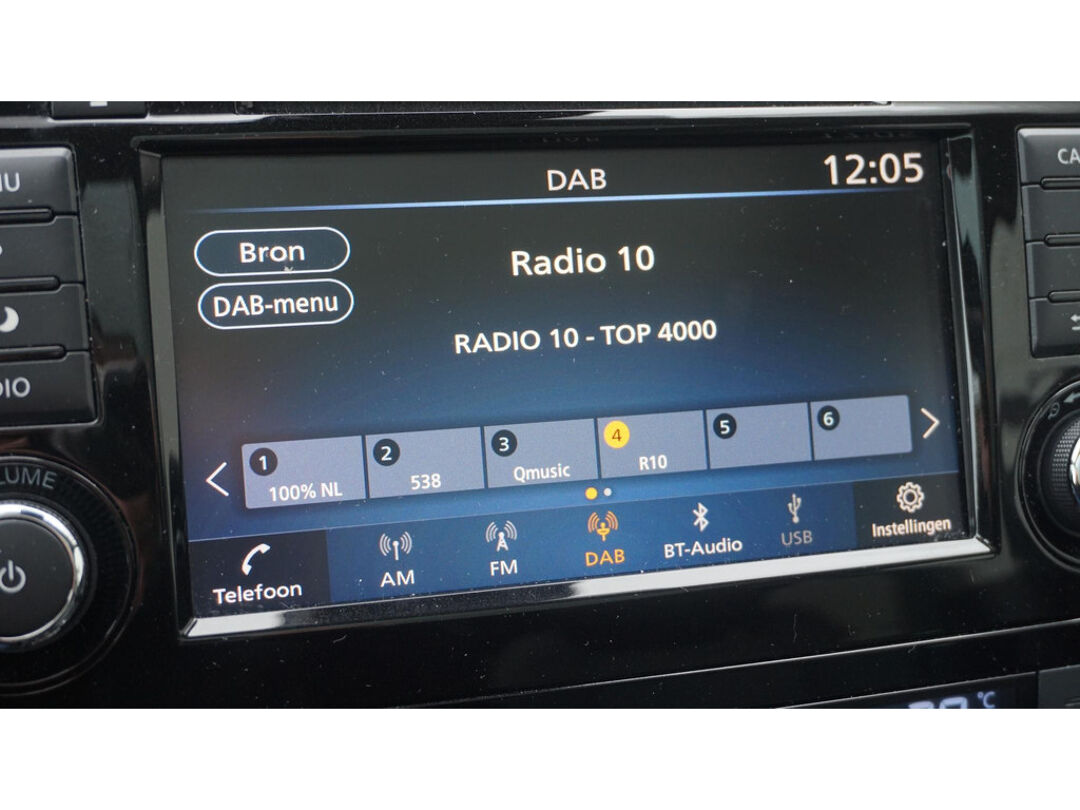 DAB
12:05
Bron
Radio 10
DAB-menu
RADIO 10 - TOP 4000
1 100% NL
2 538
3 Qmusic
4 R10
5
6
Telefoon
AM
FM
DAB
BT-Audio
USB
Instellingen
°C